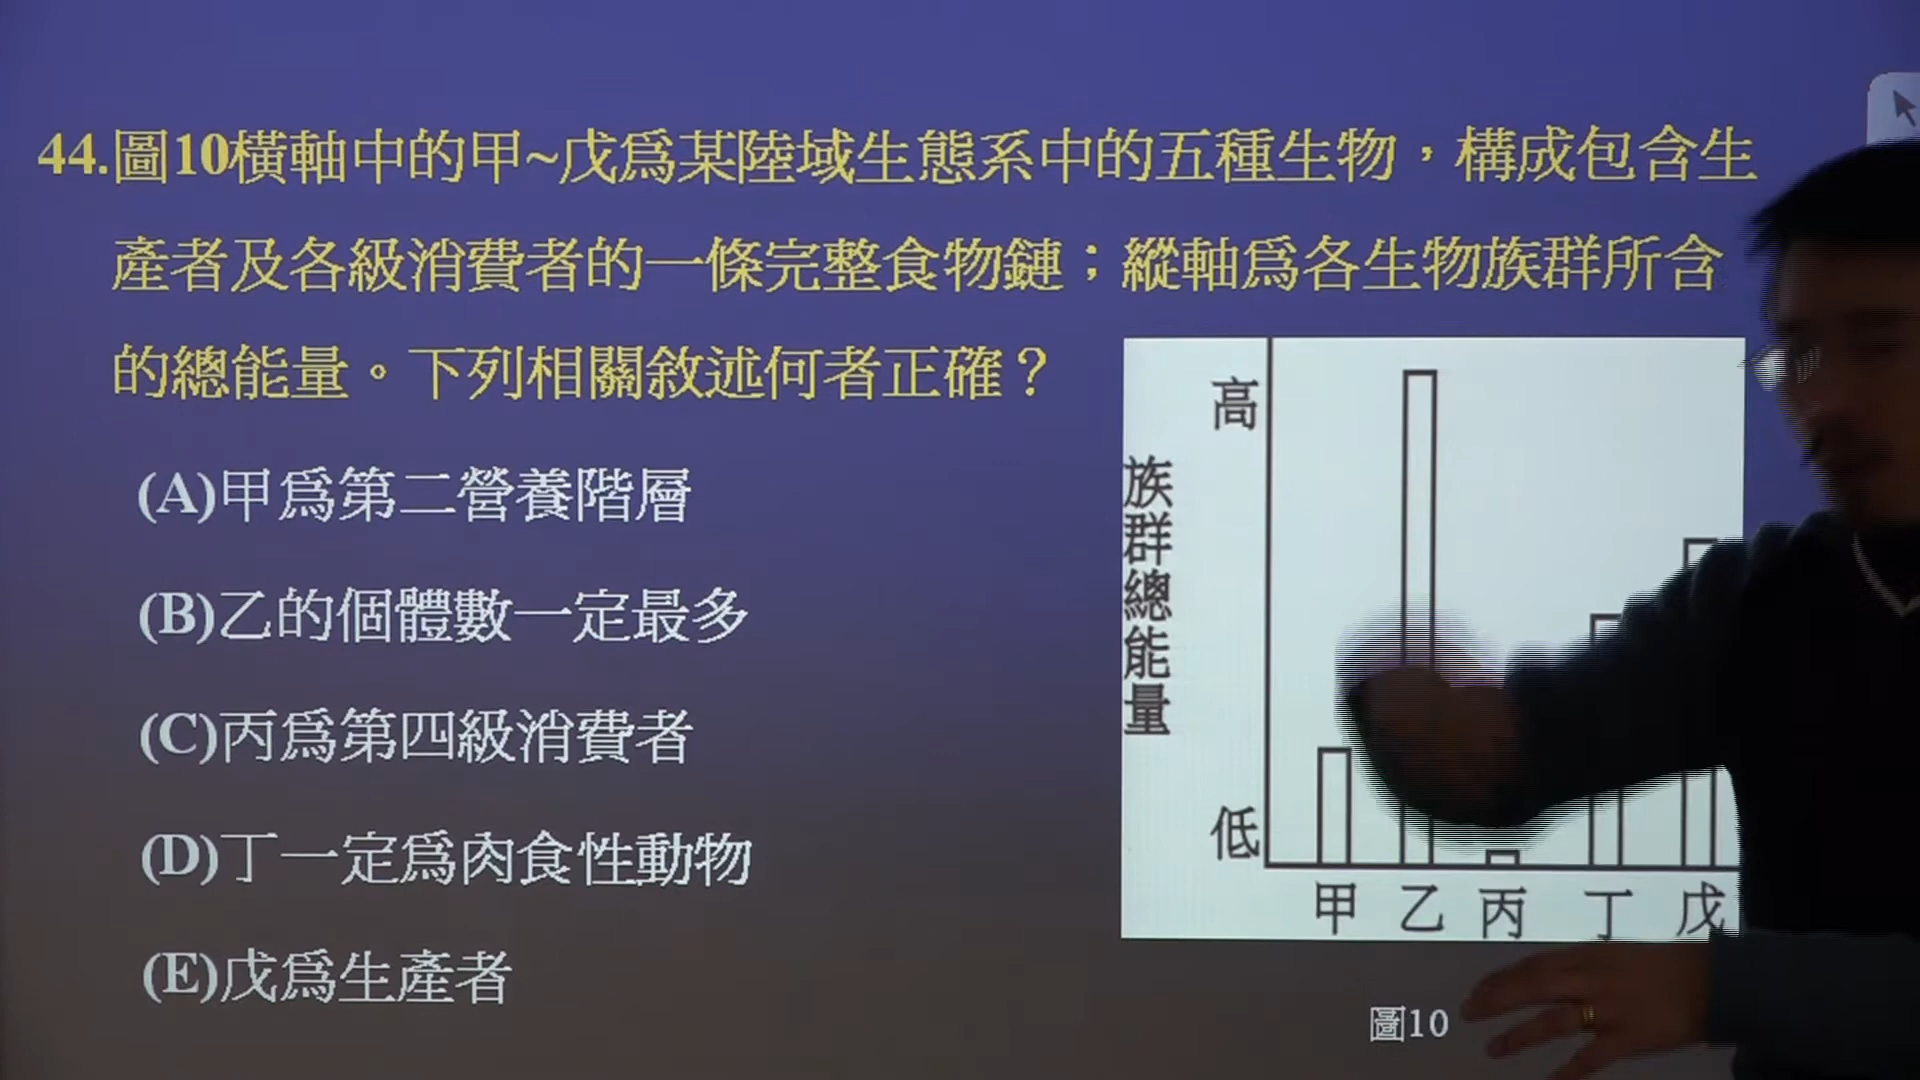 44.圖10橫軸中的甲~戊爲某陸域生態系中的五種生物，構成包含生
產者及各級消費者的一條完整食物鏈；縱軸爲各生物族群所含
的總能量。下列相關敘述何者正確？
(A)甲爲第二營養階層
(B)乙的個體數一定最多
(C)丙爲第四級消費者
(D)丁一定爲肉食性動物
(E)戊爲生產者
高
族群總能量
低
甲 乙 丙 丁 戊
圖10